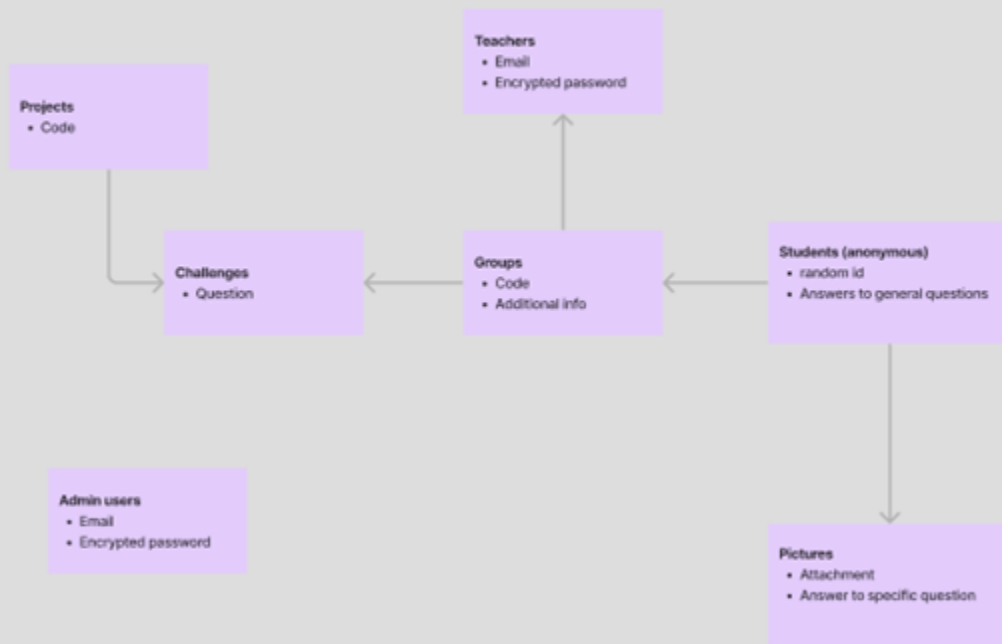 Teachers
• Email
• Encrypted password
Projects
• Code
Challenges
• Question
Groups
• Code
• Additional info
Students (anonymous)
• random id
• Answers to general questions
Admin users
• Email
• Encrypted password
Pictures
• Attachment
• Answer to specific question